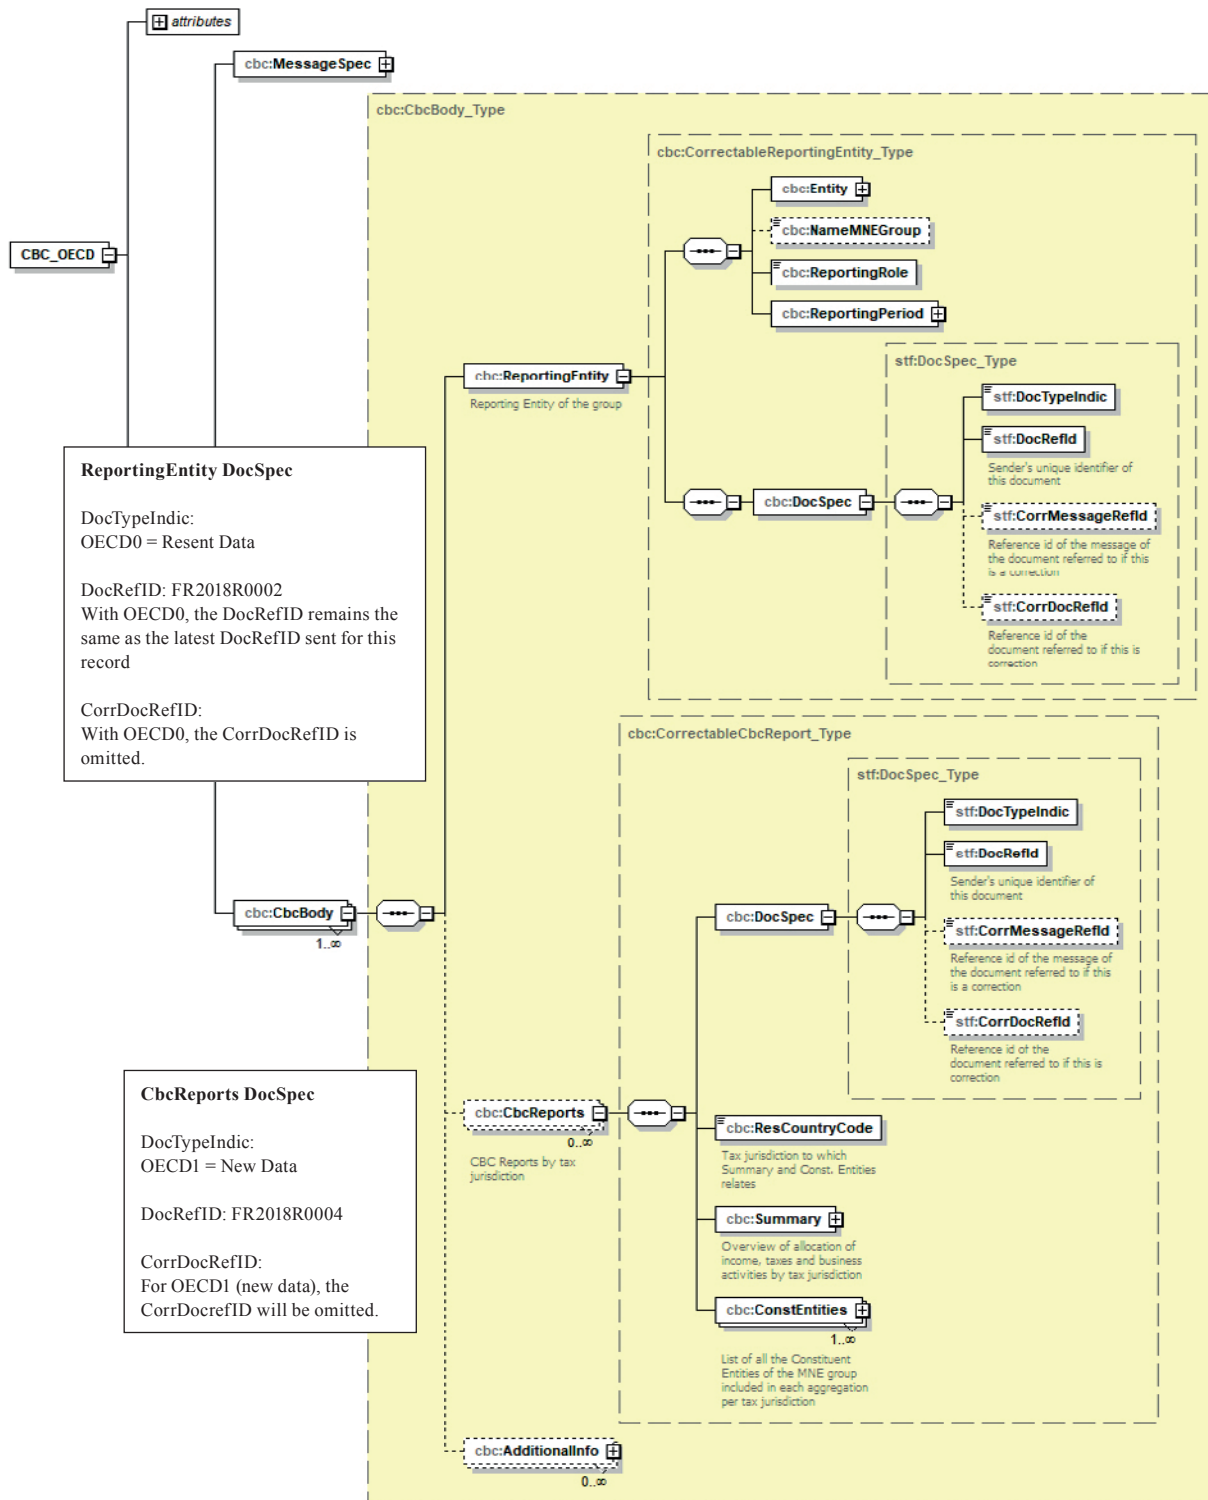 attributes
cbc:MessageSpec
cbc:CbcBody_Type
cbc:CorrectableReportingEntity_Type
cbc:Entity
cbc:NameMNEGroup
CBC_OECD
cbc:ReportingRole
cbc:ReportingPeriod
stf:DocSpec_Type
cbc:ReportingEntity
Reporting Entity of the group
stf:DocTypeIndic
stf:DocRefId
Sender's unique identifier of
this document
cbc:DocSpec
stf:CorrMessageRefId
Reference id of the message of
the document referred to if this
is a correction
stf:CorrDocRefId
Reference id of the
document referred to if this is
correction
ReportingEntity DocSpec
DocTypeIndic:
OECD0 = Resent Data
DocRefID: FR2018R0002
With OECD0, the DocRefID remains the
same as the latest DocRefID sent for this
record
CorrDocRefID:
With OECD0, the CorrDocRefID is
omitted.
cbc:CorrectableCbcReport_Type
stf:DocSpec_Type
stf:DocTypeIndic
stf:DocRefId
Sender's unique identifier of
this document
cbc:CbcBody
1..∞
cbc:DocSpec
stf:CorrMessageRefId
Reference id of the message of
the document referred to if this
is a correction
stf:CorrDocRefId
Reference id of the
document referred to if this is
correction
CbcReports DocSpec
DocTypeIndic:
OECD1 = New Data
DocRefID: FR2018R0004
CorrDocRefID:
For OECD1 (new data), the
CorrDocrefID will be omitted.
cbc:CbcReports
0..∞
CBC Reports by tax
jurisdiction
cbc:ResCountryCode
Tax jurisdiction to which
Summary and Const. Entities
relates
cbc:Summary
Overview of allocation of
income, taxes and business
activities by tax jurisdiction
cbc:ConstEntities
1..∞
List of all the Constituent
Entities of the MNE group
included in each aggregation
per tax jurisdiction
cbc:AdditionalInfo
0..∞